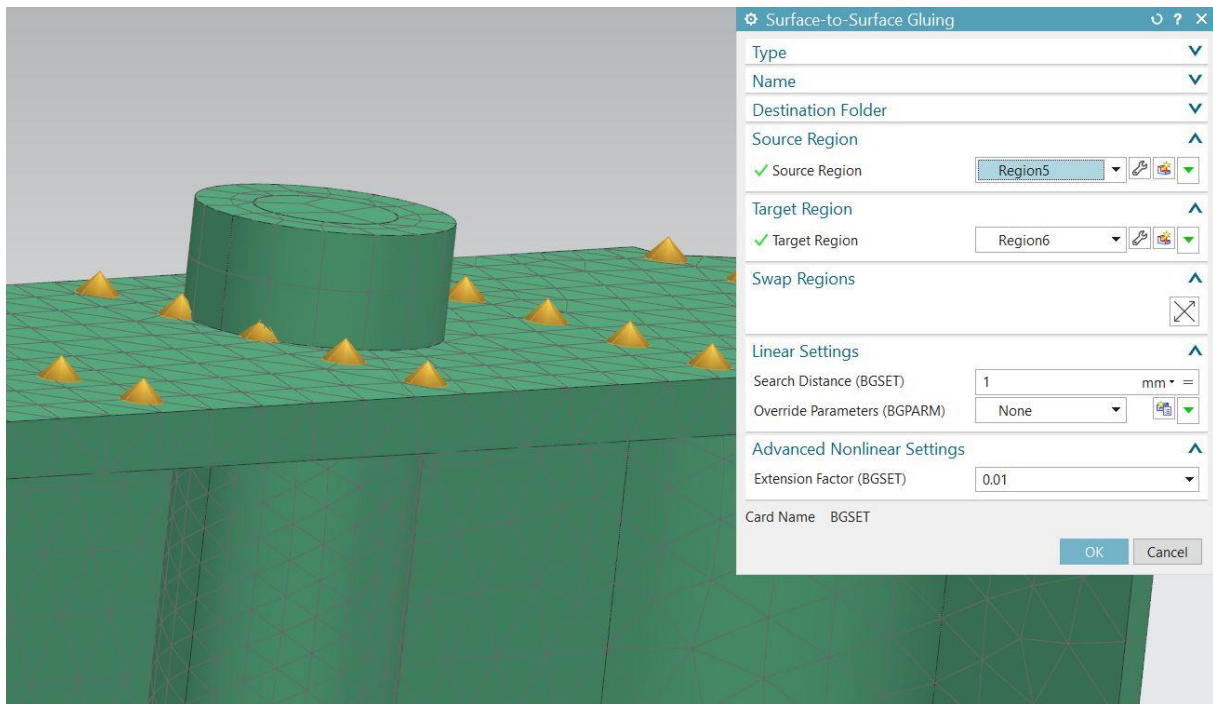 Surface-to-Surface Gluing
Type
Name
Destination Folder
Source Region
Source Region Region5
Target Region
Target Region Region6
Swap Regions
Linear Settings
Search Distance (BGSET) 1 mm =
Override Parameters (BGPARM) None
Advanced Nonlinear Settings
Extension Factor (BGSET) 0.01
Card Name BGSET
OK Cancel